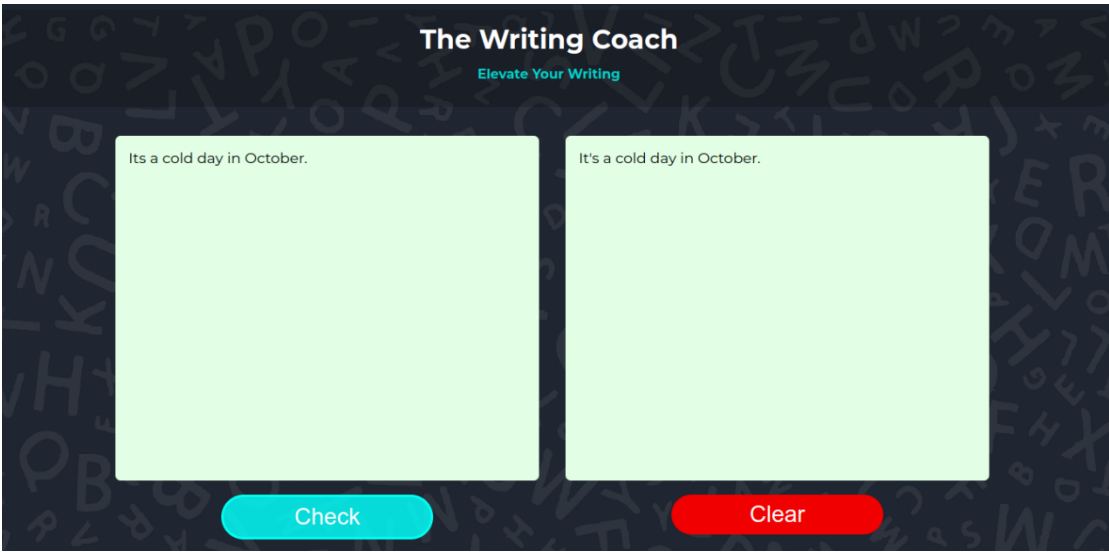 The Writing Coach
Elevate Your Writing
Its a cold day in October.
It's a cold day in October.
Check
Clear